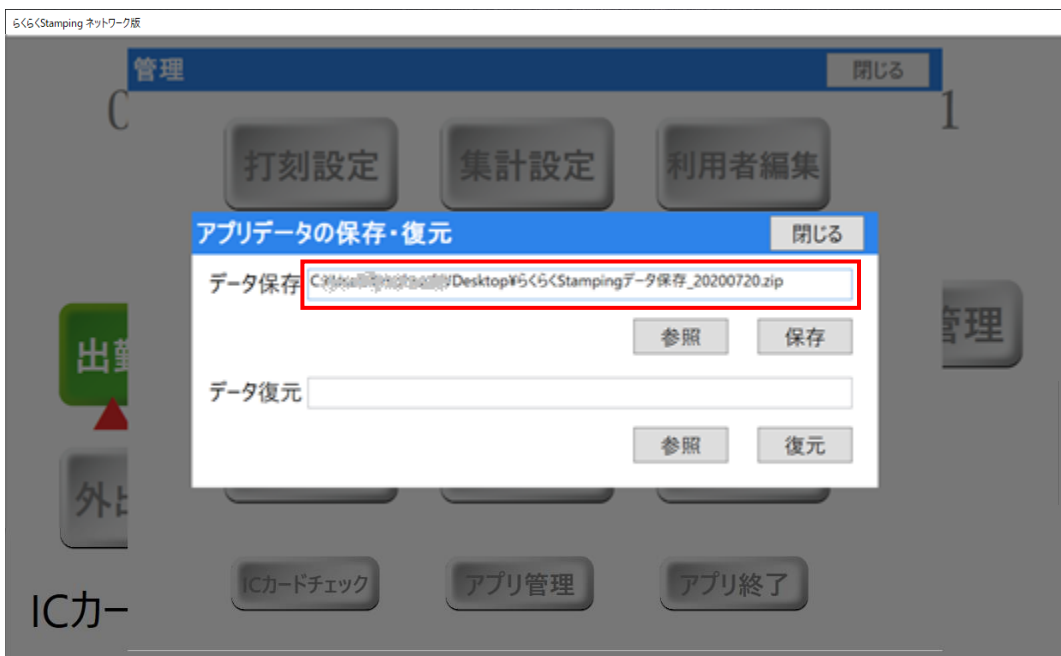 らくらくStamping ネットワーク版
管理
閉じる
打刻設定
集計設定
利用者編集
アプリデータの保存・復元
閉じる
データ保存
¥Desktop¥らくらくStampingデータ保存_20200720.zip
参照
保存
出勤
管理
データ復元
参照
復元
外出
ICカードチェック
アプリ管理
アプリ終了
ICカー